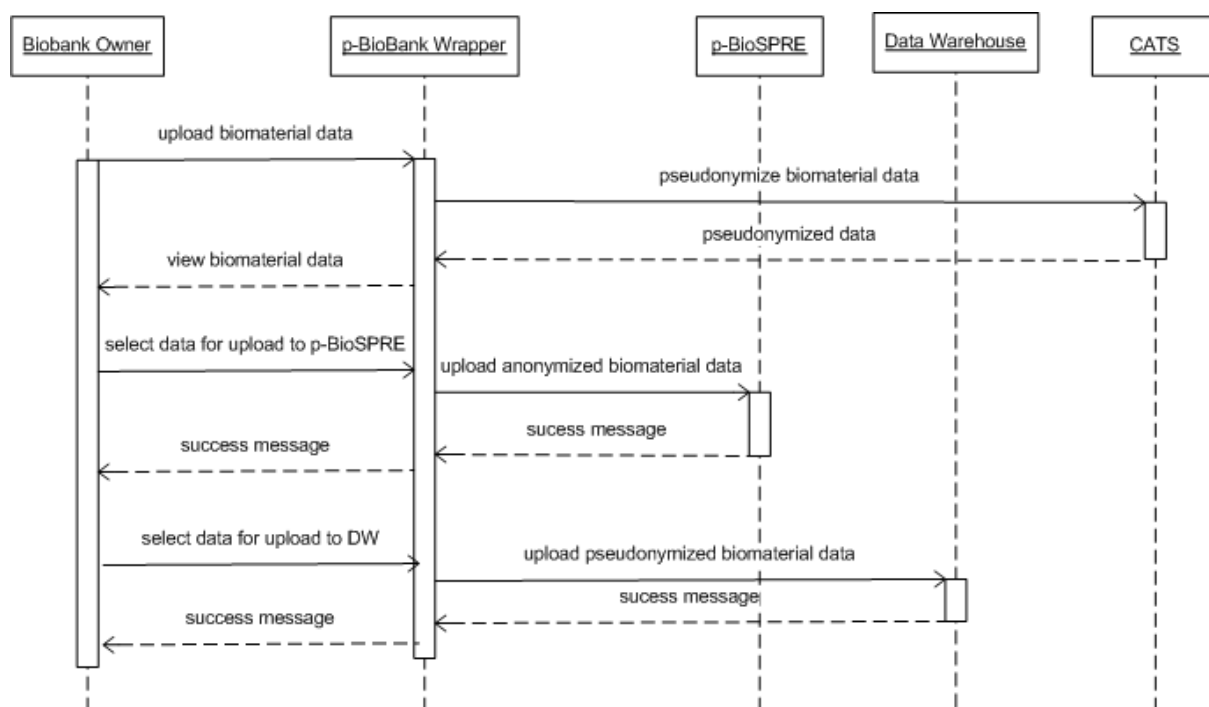 Biobank Owner
p-BioBank Wrapper
p-BioSPRE
Data Warehouse
CATS
upload biomaterial data
pseudonymize biomaterial data
pseudonymized data
view biomaterial data
select data for upload to p-BioSPRE
upload anonymized biomaterial data
sucess message
success message
select data for upload to DW
upload pseudonymized biomaterial data
sucess message
success message